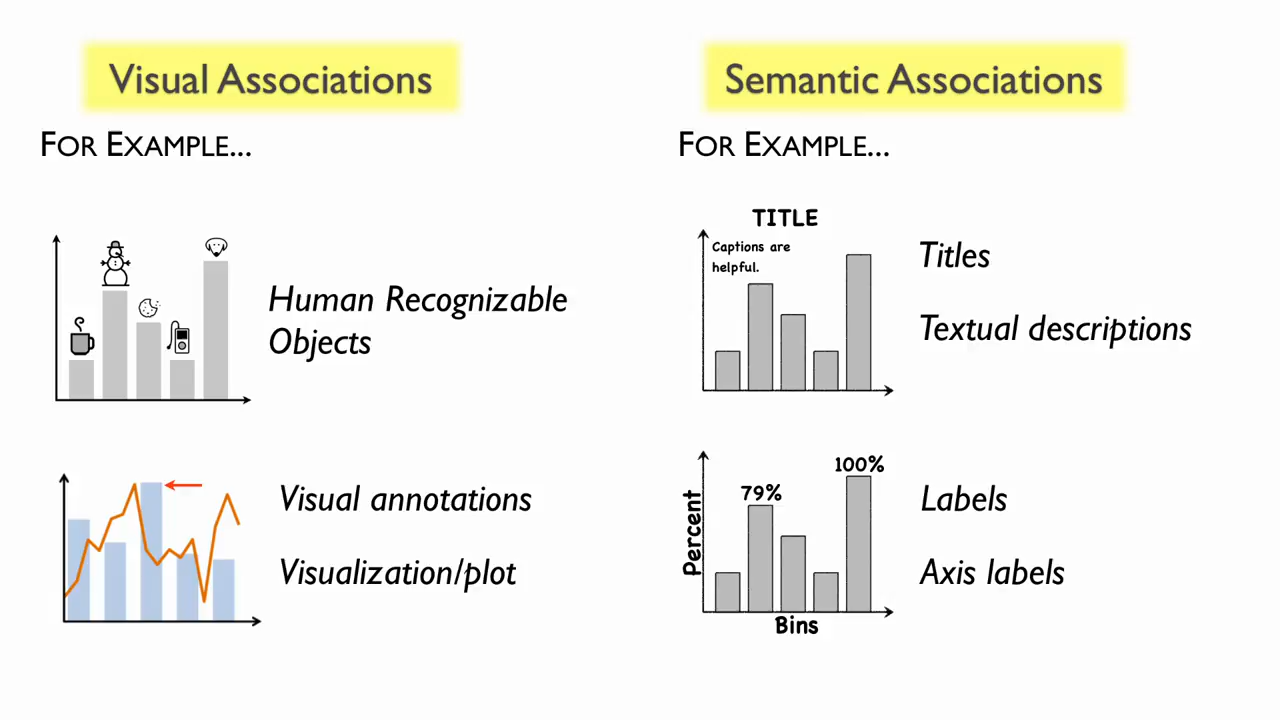 Visual Associations
FOR EXAMPLE...
Human Recognizable
Objects
Visual annotations
Visualization/plot
Semantic Associations
FOR EXAMPLE...
TITLE
Captions are
helpful.
Titles
Textual descriptions
100%
79%
Percent
Bins
Labels
Axis labels